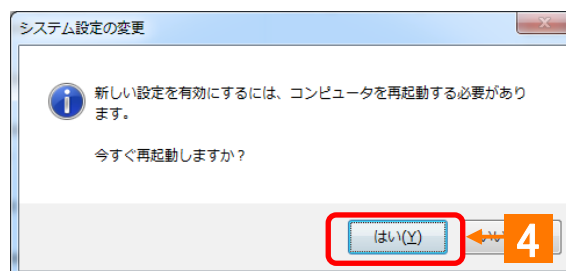 システム設定の変更
新しい設定を有効にするには、コンピュータを再起動する必要があり
ます。
今すぐ再起動しますか？
はい(Y)
4